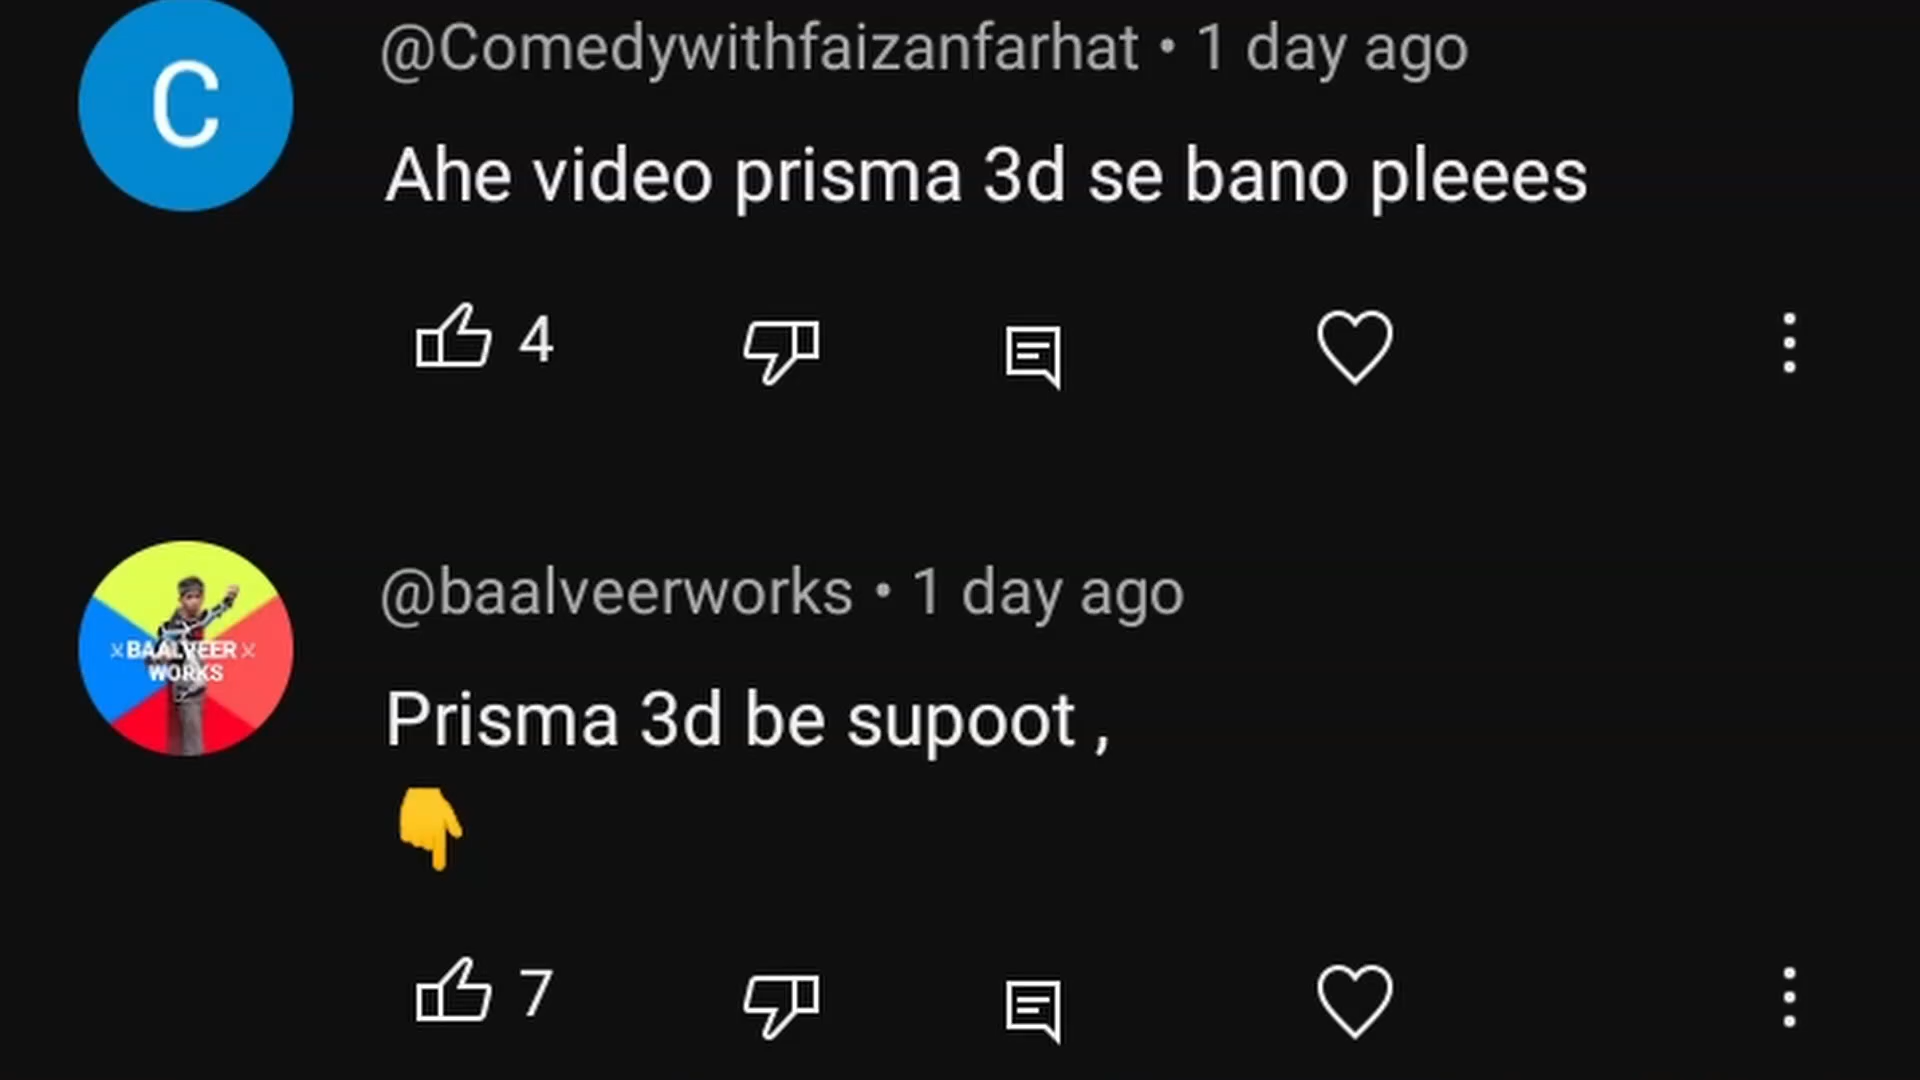 C
@Comedywithfaizanfarhat • 1 day ago
Ahe video prisma 3d se bano pleees
4
@baalveerworks • 1 day ago
BAALVEER
WORKS
Prisma 3d be supoot ,
👇
7